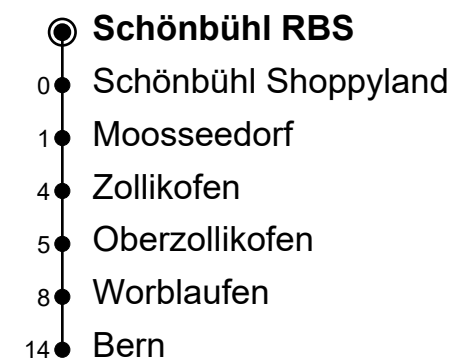 Schönbühl RBS
0 Schönbühl Shoppyland
1 Moosseedorf
4 Zollikofen
5 Oberzollikofen
8 Worblaufen
14 Bern